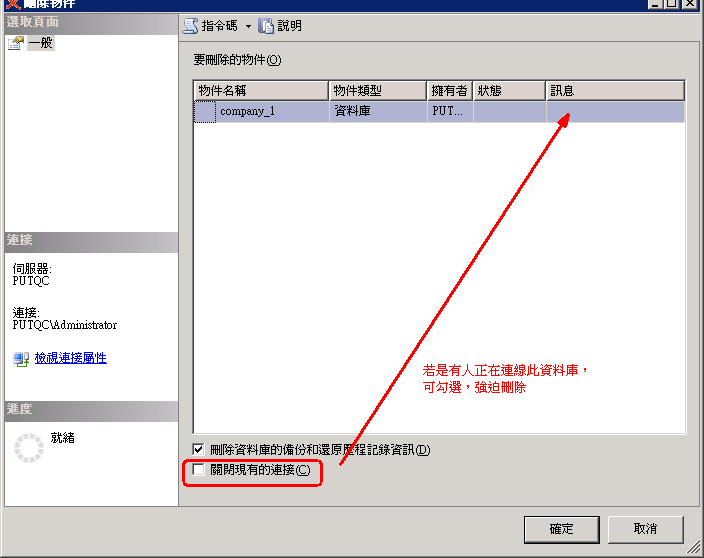 刪除物件
選取頁面
一般
指令碼
說明
要刪除的物件(O)
物件名稱
物件類型
擁有者
狀態
訊息
company_1
資料庫
PUT...
連接
伺服器:
PUTQC
連接:
PUTQC\Administrator
檢視連接屬性
進度
就緒
若是有人正在連線此資料庫，
可勾選，強迫刪除
刪除資料庫的備份和還原歷程記錄資訊(D)
關閉現有的連接(C)
確定
取消